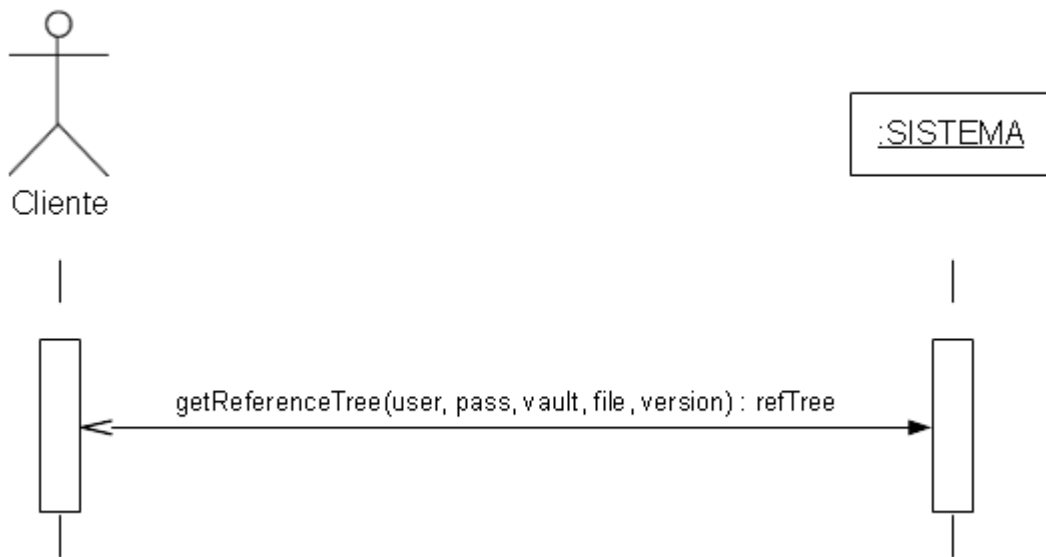 :SISTEMA
Cliente
getReferenceTree(user, pass, vault, file, version) : refTree